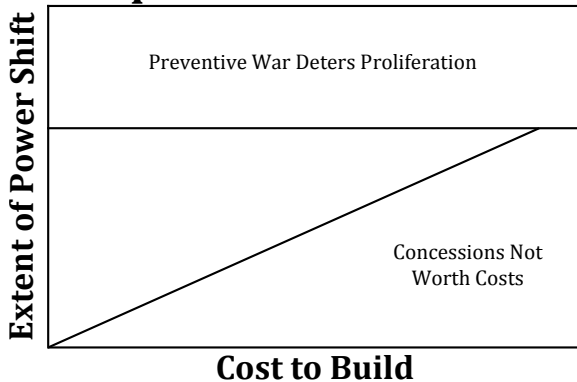 Preventive War Deters Proliferation
Extent of Power Shift
Concessions Not
Worth Costs
Cost to Build